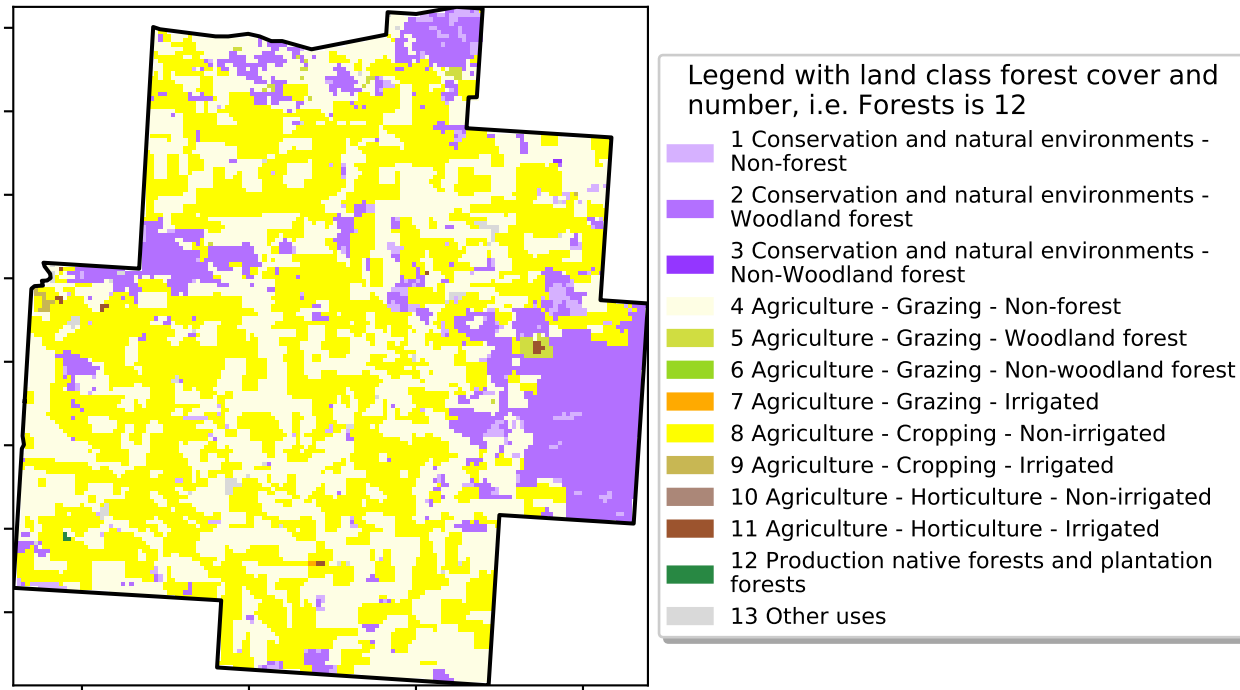 Legend with land class forest cover and
number, i.e. Forests is 12
1 Conservation and natural environments -
Non-forest
2 Conservation and natural environments -
Woodland forest
3 Conservation and natural environments -
Non-Woodland forest
4 Agriculture - Grazing - Non-forest
5 Agriculture - Grazing - Woodland forest
6 Agriculture - Grazing - Non-woodland forest
7 Agriculture - Grazing - Irrigated
8 Agriculture - Cropping - Non-irrigated
9 Agriculture - Cropping - Irrigated
10 Agriculture - Horticulture - Non-irrigated
11 Agriculture - Horticulture - Irrigated
12 Production native forests and plantation
forests
13 Other uses